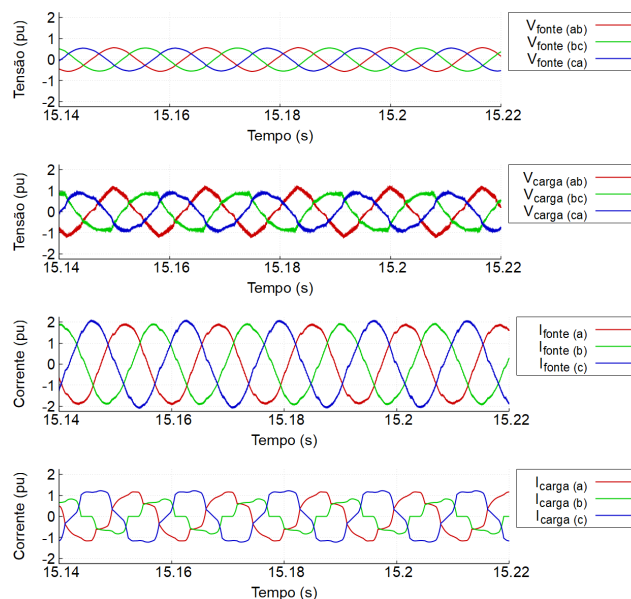 Tensão (pu)
2
1
0
-1
-2
15.14 15.16 15.18 15.2 15.22
Tempo (s)
Vfonte (ab)
Vfonte (bc)
Vfonte (ca)
Tensão (pu)
2
1
0
-1
-2
15.14 15.16 15.18 15.2 15.22
Tempo (s)
Vcarga (ab)
Vcarga (bc)
Vcarga (ca)
Corrente (pu)
2
1
0
-1
-2
15.14 15.16 15.18 15.2 15.22
Tempo (s)
Ifonte (a)
Ifonte (b)
Ifonte (c)
Corrente (pu)
2
1
0
-1
-2
15.14 15.16 15.18 15.2 15.22
Tempo (s)
Icarga (a)
Icarga (b)
Icarga (c)